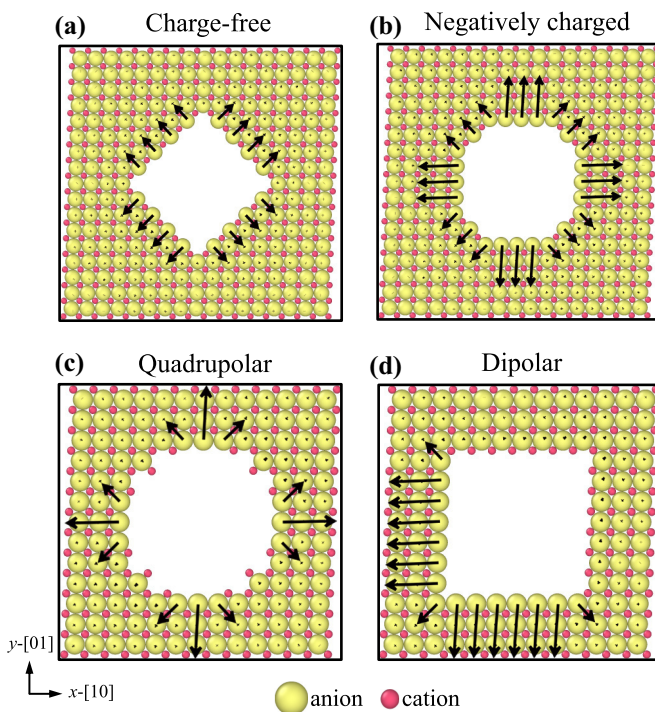 (a) Charge-free
(b) Negatively charged
(c) Quadrupolar
(d) Dipolar
y-[01]
x-[10]
anion
cation